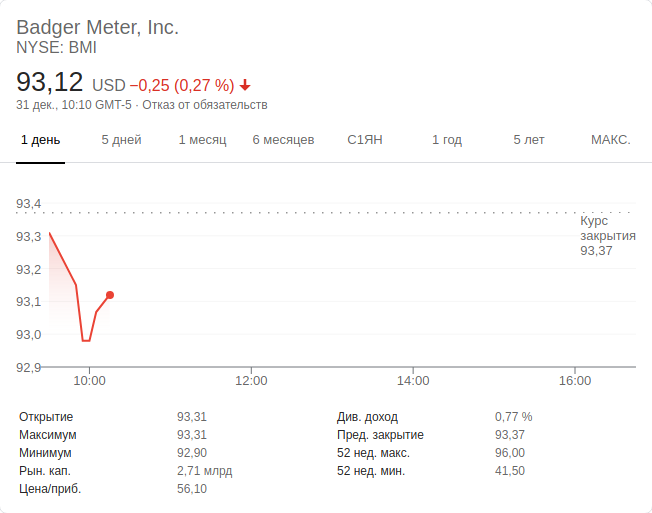 Badger Meter, Inc.
NYSE: BMI
93,12 USD −0,25 (0,27 %)
31 дек., 10:10 GMT-5 · Отказ от обязательств
1 день 5 дней 1 месяц 6 месяцев С1ЯН 1 год 5 лет МАКС.
93,4
93,3
93,2
93,1
93,0
92,9
Курс
закрытия
93,37
10:00 12:00 14:00 16:00
Открытие 93,31 Див. доход 0,77 %
Максимум 93,31 Пред. закрытие 93,37
Минимум 92,90 52 нед. макс. 96,00
Рын. кап. 2,71 млрд 52 нед. мин. 41,50
Цена/приб. 56,10